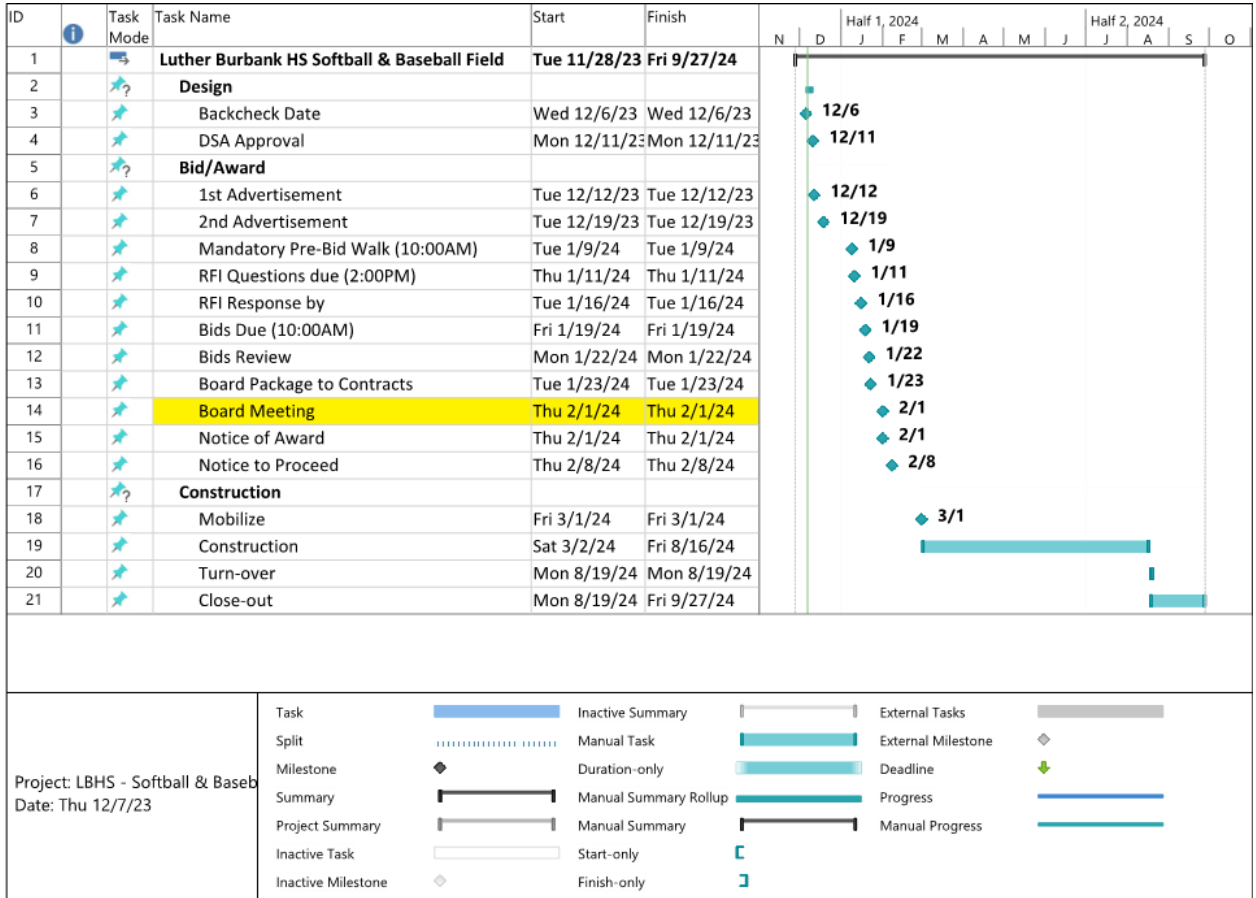 ID Task Mode Task Name Start Finish
Half 1, 2024 Half 2, 2024
N D J F M A M J J A S O
1 Luther Burbank HS Softball & Baseball Field Tue 11/28/23 Fri 9/27/24
2 Design
3 Backcheck Date Wed 12/6/23 Wed 12/6/23 12/6
4 DSA Approval Mon 12/11/23 Mon 12/11/23 12/11
5 Bid/Award
6 1st Advertisement Tue 12/12/23 Tue 12/12/23 12/12
7 2nd Advertisement Tue 12/19/23 Tue 12/19/23 12/19
8 Mandatory Pre-Bid Walk (10:00AM) Tue 1/9/24 Tue 1/9/24 1/9
9 RFI Questions due (2:00PM) Thu 1/11/24 Thu 1/11/24 1/11
10 RFI Response by Tue 1/16/24 Tue 1/16/24 1/16
11 Bids Due (10:00AM) Fri 1/19/24 Fri 1/19/24 1/19
12 Bids Review Mon 1/22/24 Mon 1/22/24 1/22
13 Board Package to Contracts Tue 1/23/24 Tue 1/23/24 1/23
14 Board Meeting Thu 2/1/24 Thu 2/1/24 2/1
15 Notice of Award Thu 2/1/24 Thu 2/1/24 2/1
16 Notice to Proceed Thu 2/8/24 Thu 2/8/24 2/8
17 Construction
18 Mobilize Fri 3/1/24 Fri 3/1/24 3/1
19 Construction Sat 3/2/24 Fri 8/16/24
20 Turn-over Mon 8/19/24 Mon 8/19/24
21 Close-out Mon 8/19/24 Fri 9/27/24
Project: LBHS - Softball & Baseb
Date: Thu 12/7/23
Task Inactive Summary External Tasks
Split Manual Task External Milestone
Milestone Duration-only Deadline
Summary Manual Summary Rollup Progress
Project Summary Manual Summary Manual Progress
Inactive Task Start-only
Inactive Milestone Finish-only